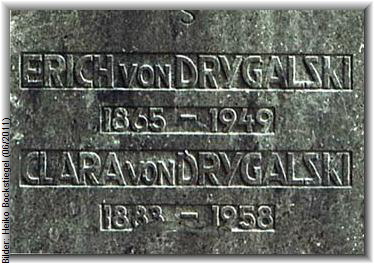 ERICH VON DRYGALSKI
1865 – 1949
CLARA VON DRYGALSKI
1883 – 1958
Bilder: Heiko Bockstiegel (06/2011)